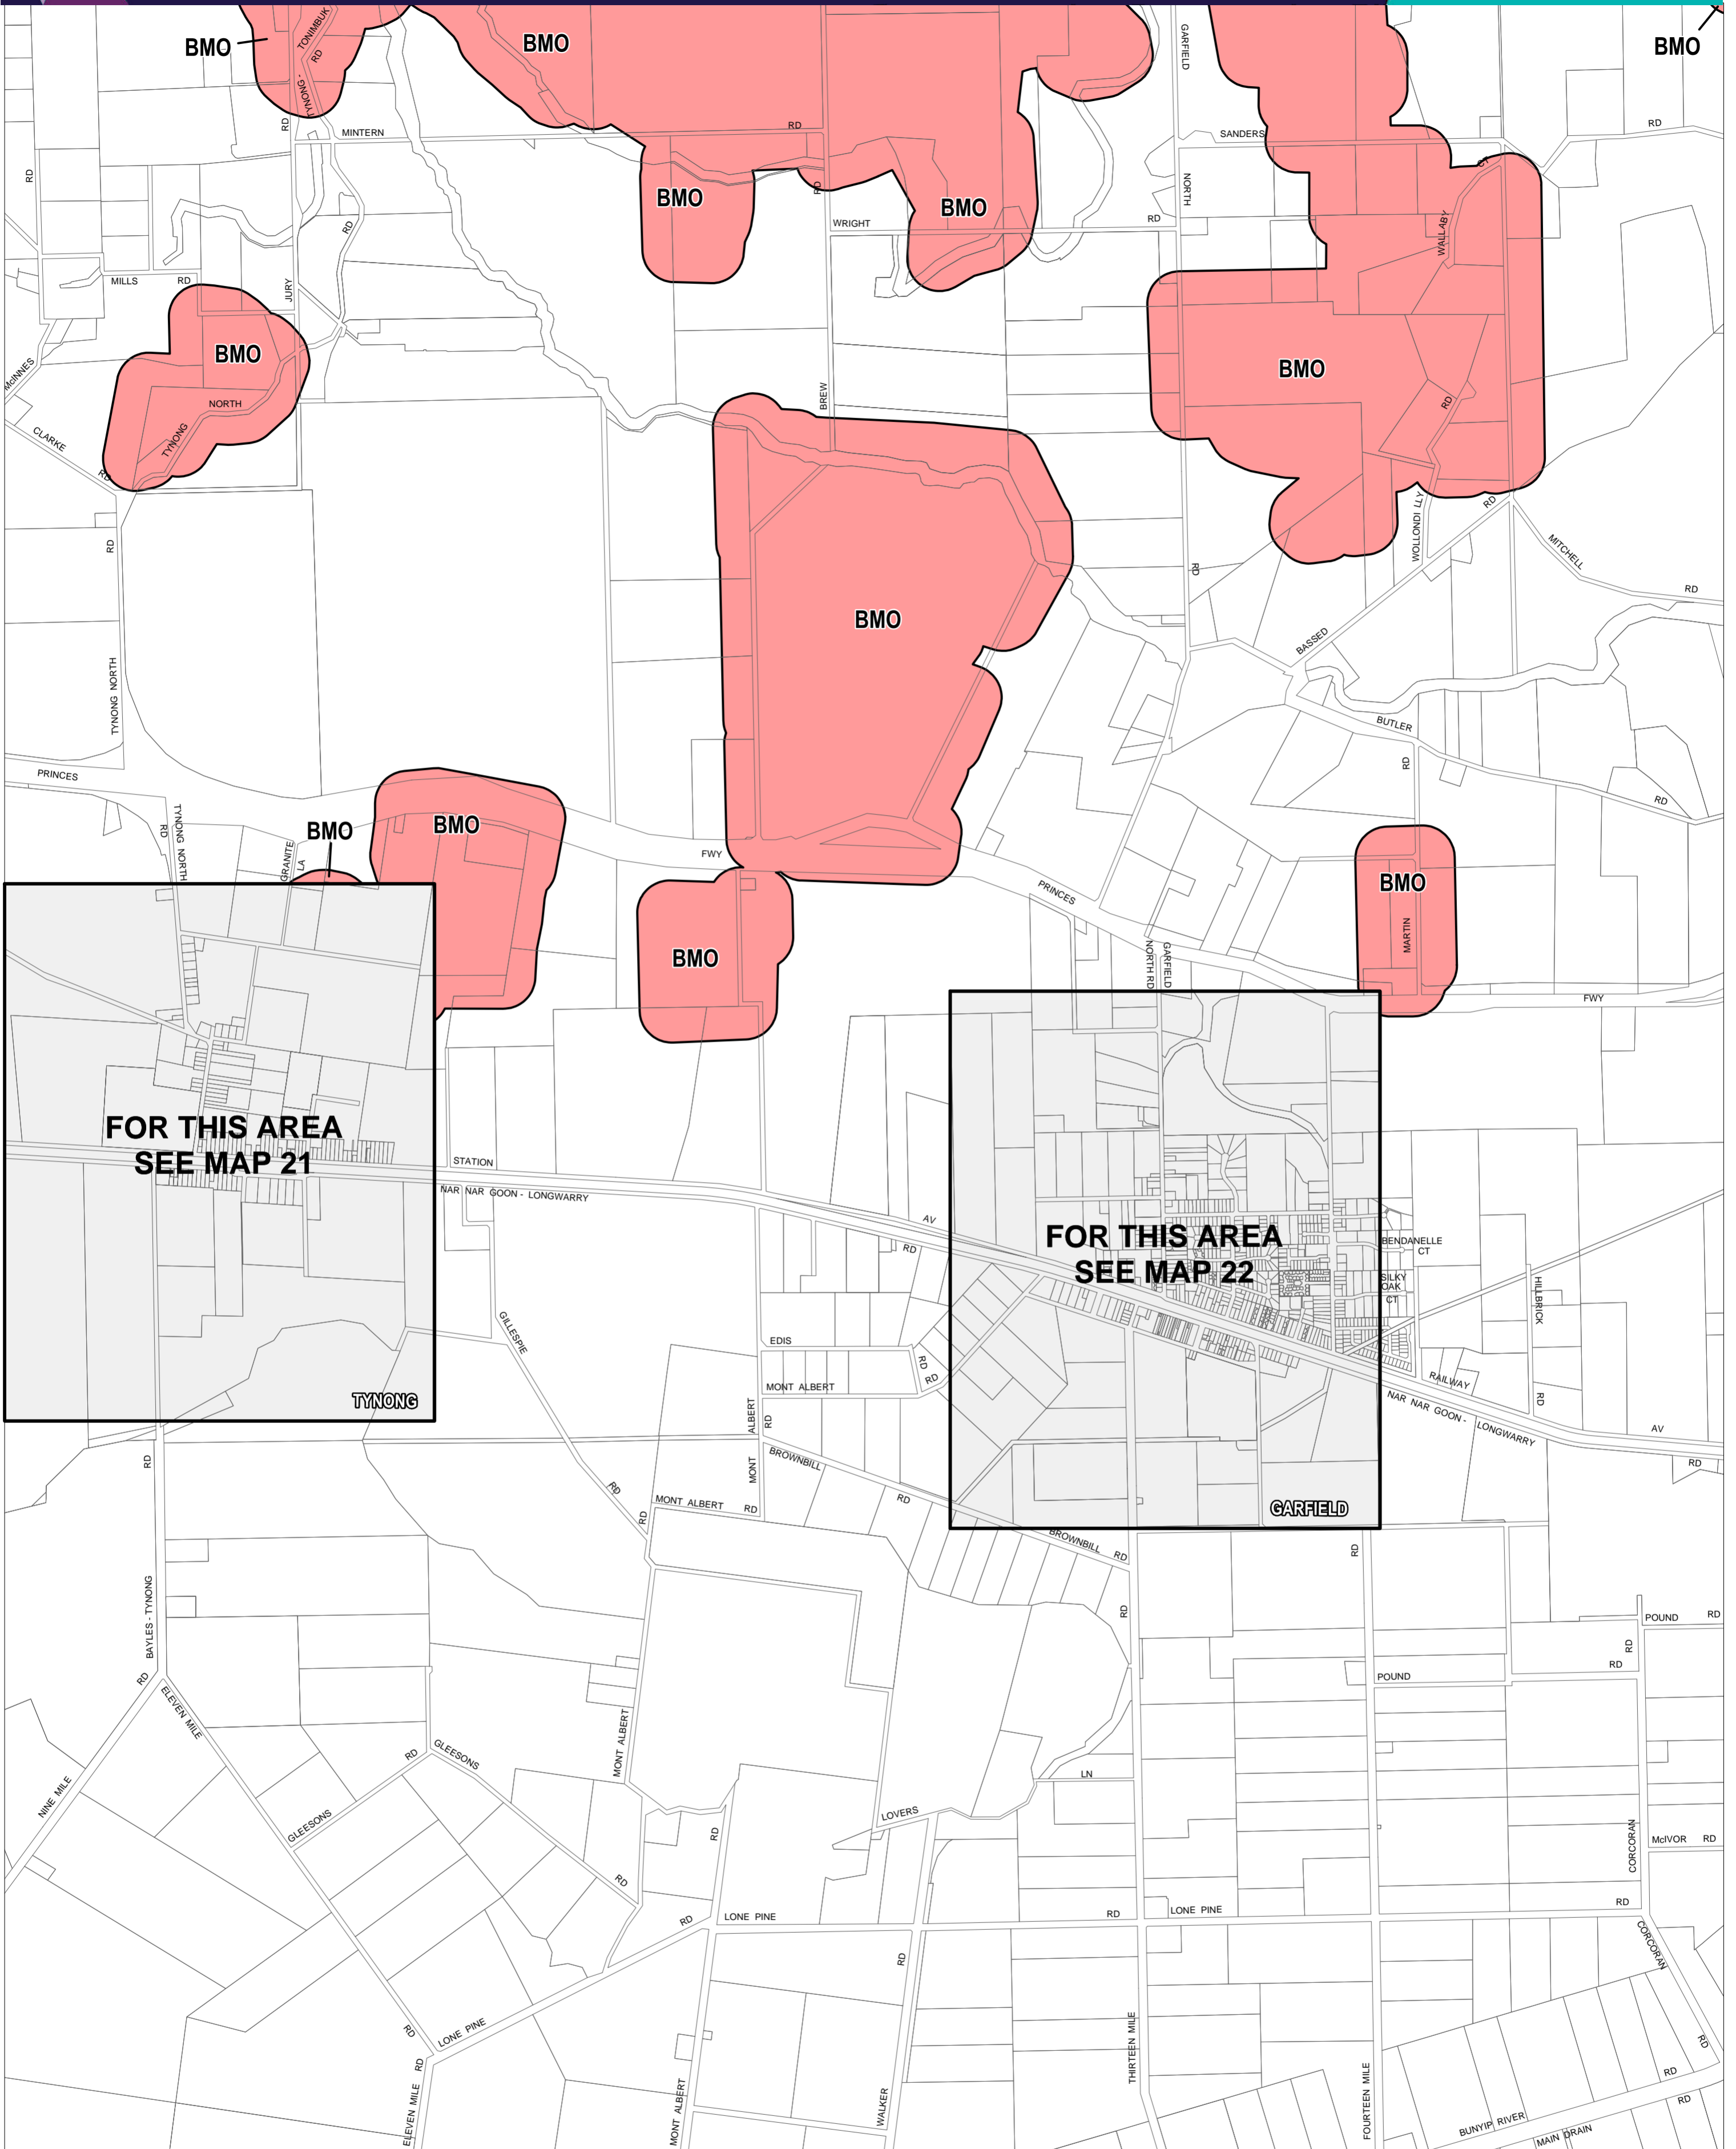 TONIMBUK
RD
BMO
BMO
BMO
GARFIELD
TYNONG -
RD
MINTERN
RD
SANDERS
RD
RD
BMO
RD
BMO
NORTH
CT
WRIGHT
RD
RD
WALLABY
MILLS
RD
JURY
BMO
BMO
McINNES
NORTH
BREW
RD
CLARKE
TYNONG
RD
WOLLONDI LLY
RD
RD
MITCHELL
RD
RD
BMO
BASSED
TYNONG NORTH
BUTLER
RD
PRINCES
RD
RD
TYNONG NORTH
BMO
BMO
GRANITE
LA
FWY
PRINCES
BMO
MARTIN
BMO
NORTH RD
GARFIELD
FWY
FOR THIS AREA
SEE MAP 21
STATION
NAR NAR GOON - LONGWARRY
AV
RD
FOR THIS AREA
SEE MAP 22
BENDANELLE
CT
SILKY
OAK
CT
HILLBRICK
GILLESPIE
EDIS
RD
RD
MONT ALBERT
RAILWAY
RD
TYNONG
NAR NAR GOON -
LONGWARRY
AV
RD
ALBERT
RD
BROWNBILL
MONT
RD
RD
RD
MONT ALBERT
RD
RD
GARFIELD
BROWNBILL
RD
RD
BAYLES - TYNONG
RD
POUND
RD
RD
RD
POUND
RD
ELEVEN MILE
MONT ALBERT
GLEESONS
RD
NINE MILE
LN
GLEESONS
LOVERS
RD
CORCORAN
McIVOR
RD
RD
LONE PINE
RD
RD
LONE PINE
RD
CORCORAN
RD
RD
LONE PINE
RD
RD
ELEVEN MILE
MONT ALBERT
WALKER
THIRTEEN MILE
FOURTEEN MILE
RD
RD
BUNYIP RIVER
RD
MAIN DRAIN